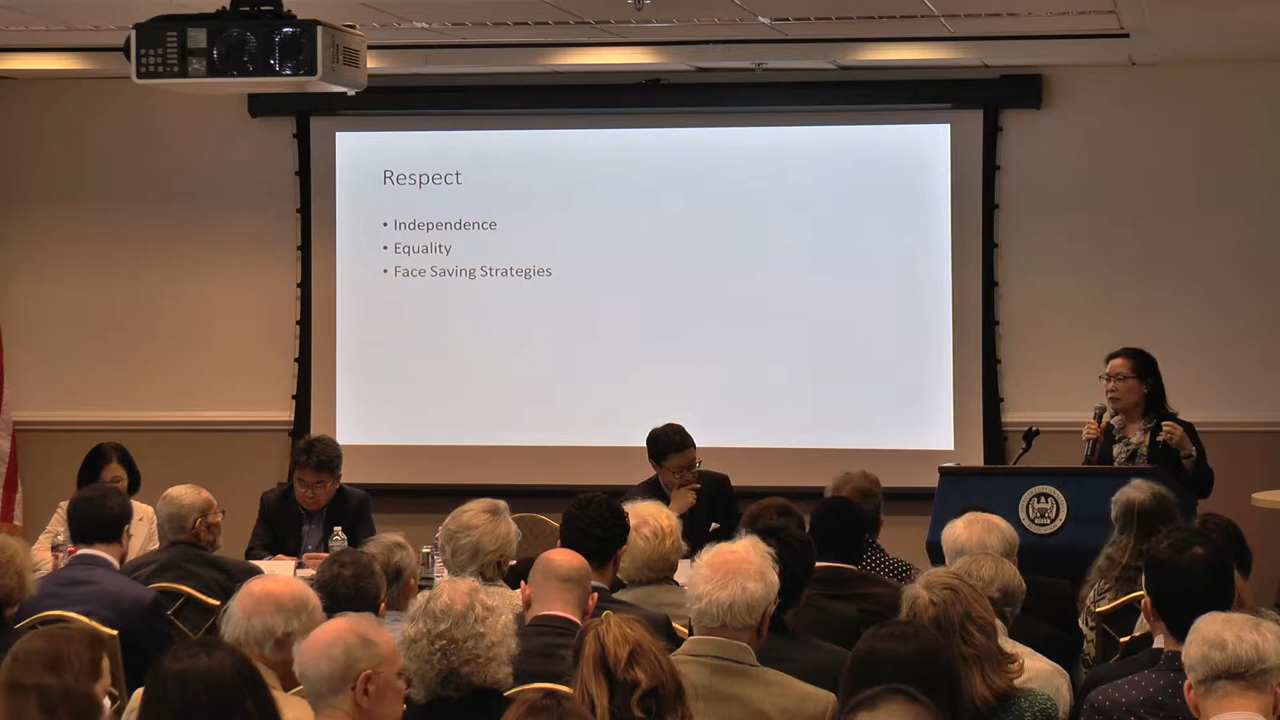 Respect
• Independence
• Equality
• Face Saving Strategies